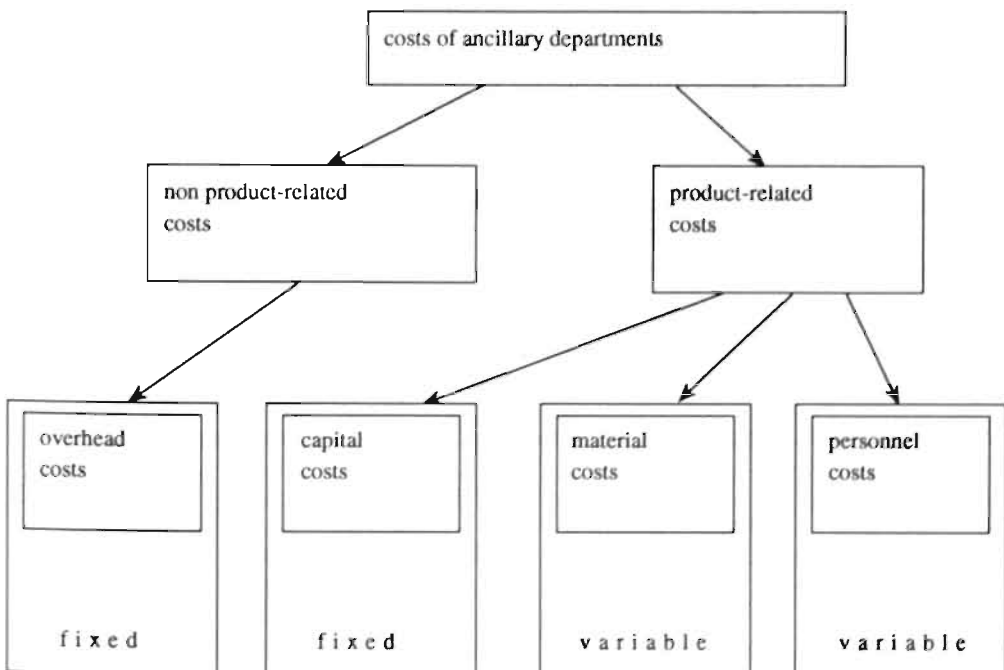 costs of ancillary departments
non product-related
costs
product-related
costs
overhead
costs
capital
costs
material
costs
personnel
costs
fixed
fixed
variable
variable